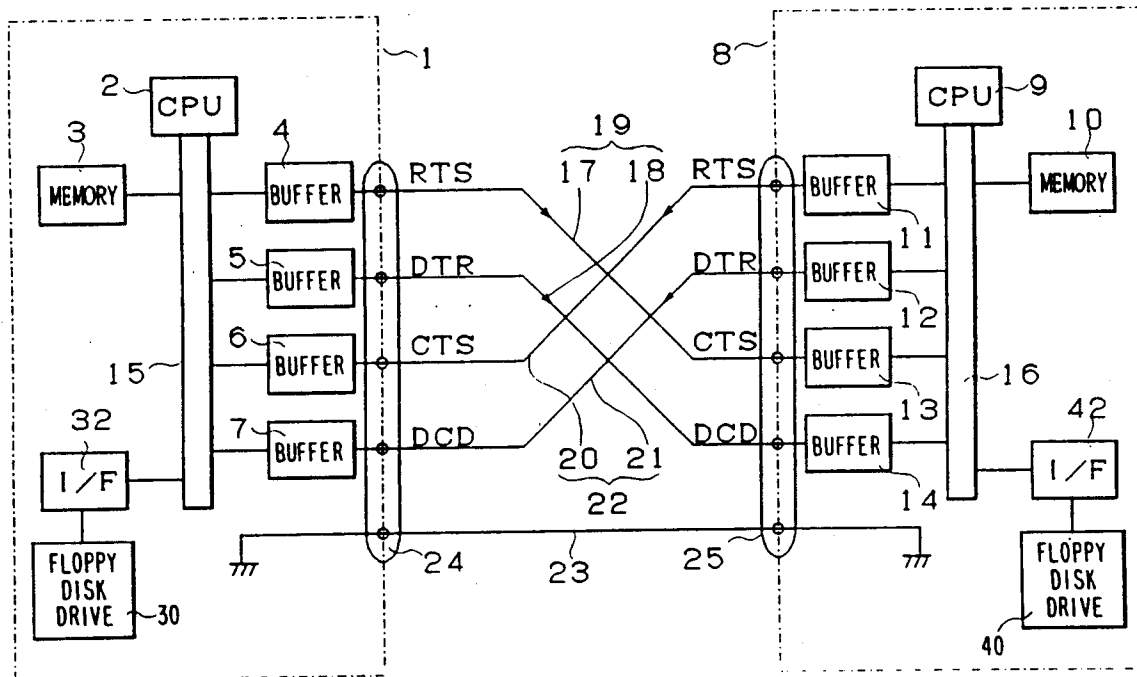 1
8
2
CPU
CPU
9
3
4
19
10
MEMORY
BUFFER
RTS
17
18
RTS
BUFFER
MEMORY
11
5
BUFFER
DTR
DTR
BUFFER
12
15
6
BUFFER
CTS
CTS
BUFFER
16
13
32
7
BUFFER
DCD
20
21
DCD
BUFFER
42
I/F
22
14
I/F
24
23
25
FLOPPY
DISK
DRIVE
30
FLOPPY
DISK
DRIVE
40